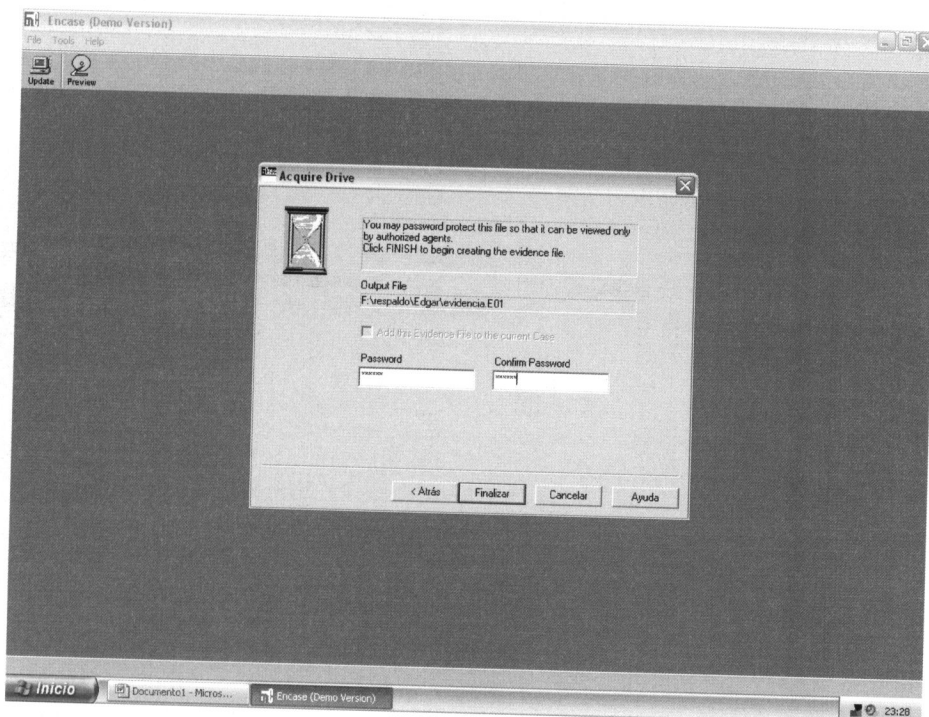 Encase (Demo Version)
File Tools Help
Update Preview
Acquire Drive
You may password protect this file so that it can be viewed only
by authorized agents.
Click FINISH to begin creating the evidence file.
Output File
F:\respaldo\Edgar\evidencia.E01
Add this Evidence File to the current Case
Password Confirm Password
< Atrás Finalizar Cancelar Ayuda
Inicio Documento1 - Micros... Encase (Demo Version) 23:28